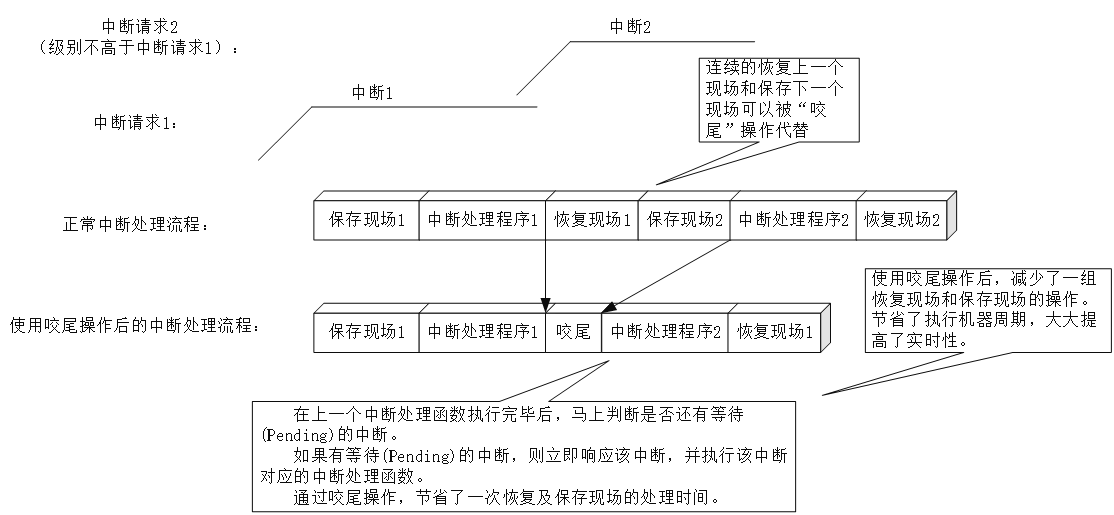 中断请求2
（级别不高于中断请求1）：
中断2
中断1
中断请求1：
连续的恢复上一个
现场和保存下一个
现场可以被“咬
尾”操作代替
正常中断处理流程：
保存现场1
中断处理程序1
恢复现场1
保存现场2
中断处理程序2
恢复现场2
使用咬尾操作后，减少了一组
恢复现场和保存现场的操作。
节省了执行机器周期，大大提
高了实时性。
使用咬尾操作后的中断处理流程：
保存现场1
中断处理程序1
咬尾
中断处理程序2
恢复现场1
在上一个中断处理函数执行完毕后，马上判断是否还有等待
(Pending)的中断。
如果有等待(Pending)的中断，则立即响应该中断，并执行该中断
对应的中断处理函数。
通过咬尾操作，节省了一次恢复及保存现场的处理时间。